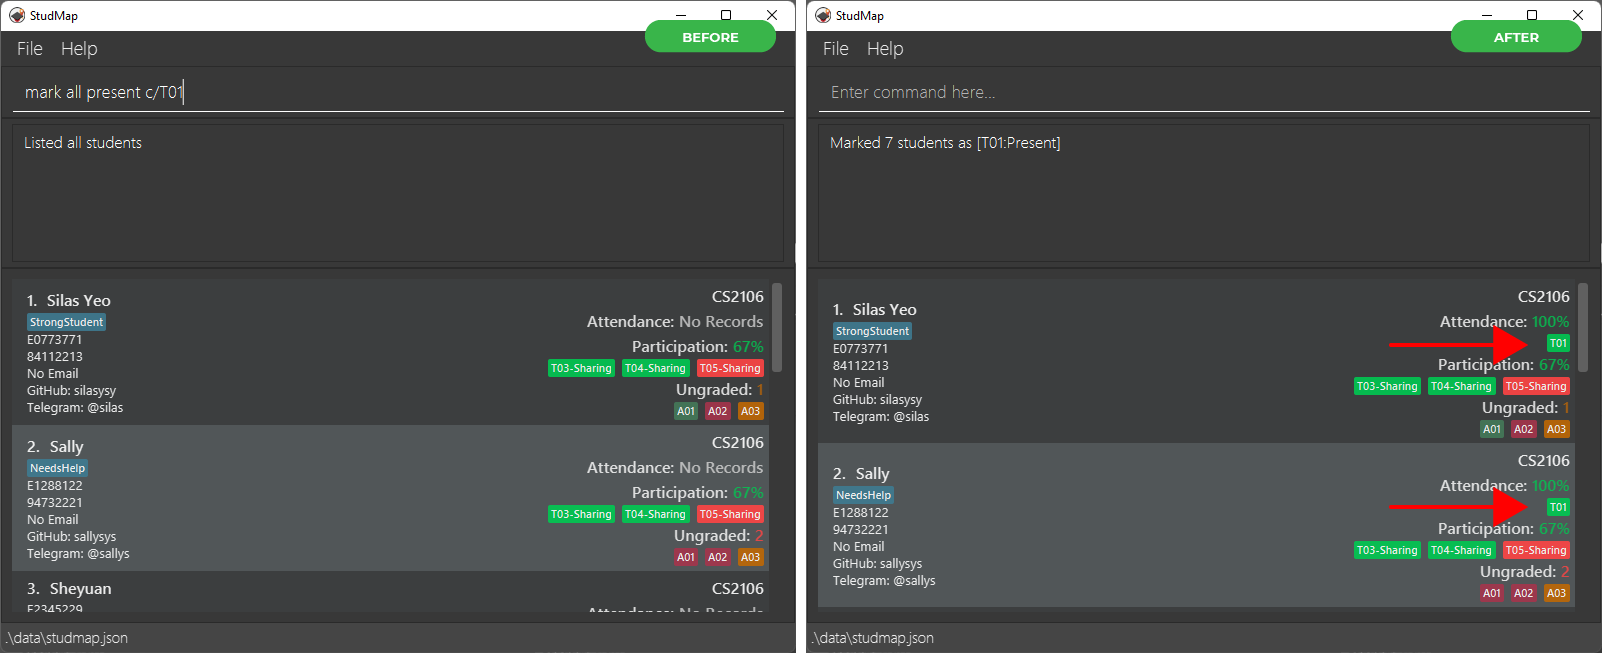 StudMap
BEFORE
File Help
mark all present c/T01
Listed all students
1. Silas Yeo
StrongStudent
E0773771
84112213
No Email
GitHub: silasysy
Telegram: @silas
CS2106
Attendance: No Records
Participation: 67%
T03-Sharing T04-Sharing T05-Sharing
Ungraded: 1
A01 A02 A03
2. Sally
NeedsHelp
E1288122
94732221
No Email
GitHub: sallysys
Telegram: @sallys
CS2106
Attendance: No Records
Participation: 67%
T03-Sharing T04-Sharing T05-Sharing
Ungraded: 2
A01 A02 A03
3. Sheyuan
E2345229
CS2106
Attendance: No Records
.\data\studmap.json
StudMap
AFTER
File Help
Enter command here...
Marked 7 students as [T01:Present]
1. Silas Yeo
StrongStudent
E0773771
84112213
No Email
GitHub: silasysy
Telegram: @silas
CS2106
Attendance: 100%
T01
Participation: 67%
T03-Sharing T04-Sharing T05-Sharing
Ungraded: 1
A01 A02 A03
2. Sally
NeedsHelp
E1288122
94732221
No Email
GitHub: sallysys
Telegram: @sallys
CS2106
Attendance: 100%
T01
Participation: 67%
T03-Sharing T04-Sharing T05-Sharing
Ungraded: 2
A01 A02 A03
.\data\studmap.json